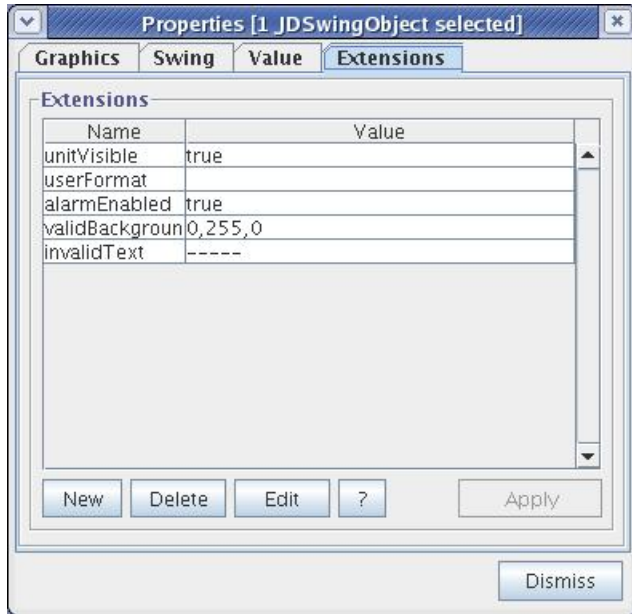 Properties [1 JDSwingObject selected]
Graphics Swing Value Extensions
Extensions
Name Value
unitVisible true
userFormat
alarmEnabled true
validBackgroun 0,255,0
invalidText -----
New Delete Edit ? Apply
Dismiss